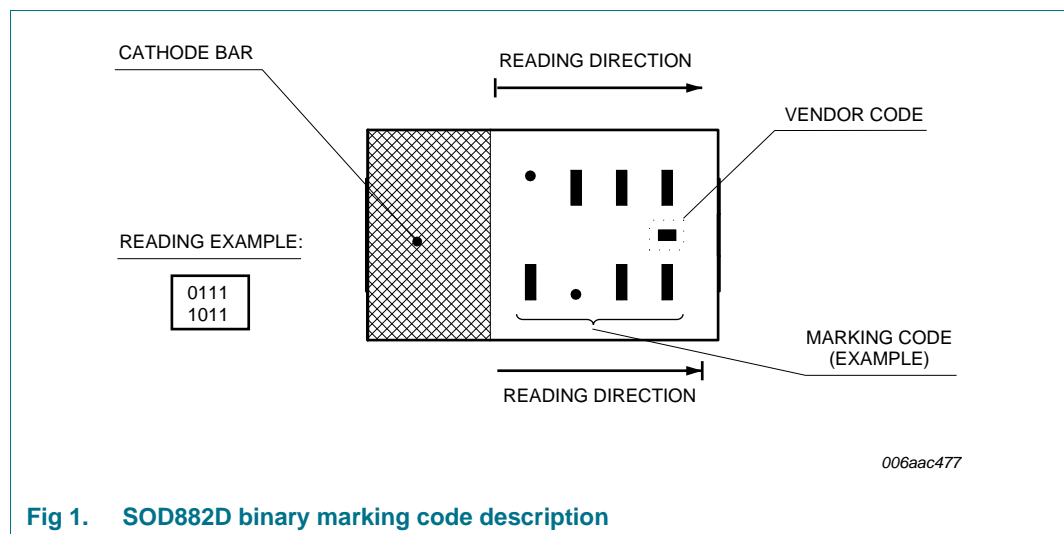 CATHODE BAR
READING DIRECTION
VENDOR CODE
READING EXAMPLE:
0111
1011
MARKING CODE
(EXAMPLE)
READING DIRECTION
006aac477
Fig 1. SOD882D binary marking code description